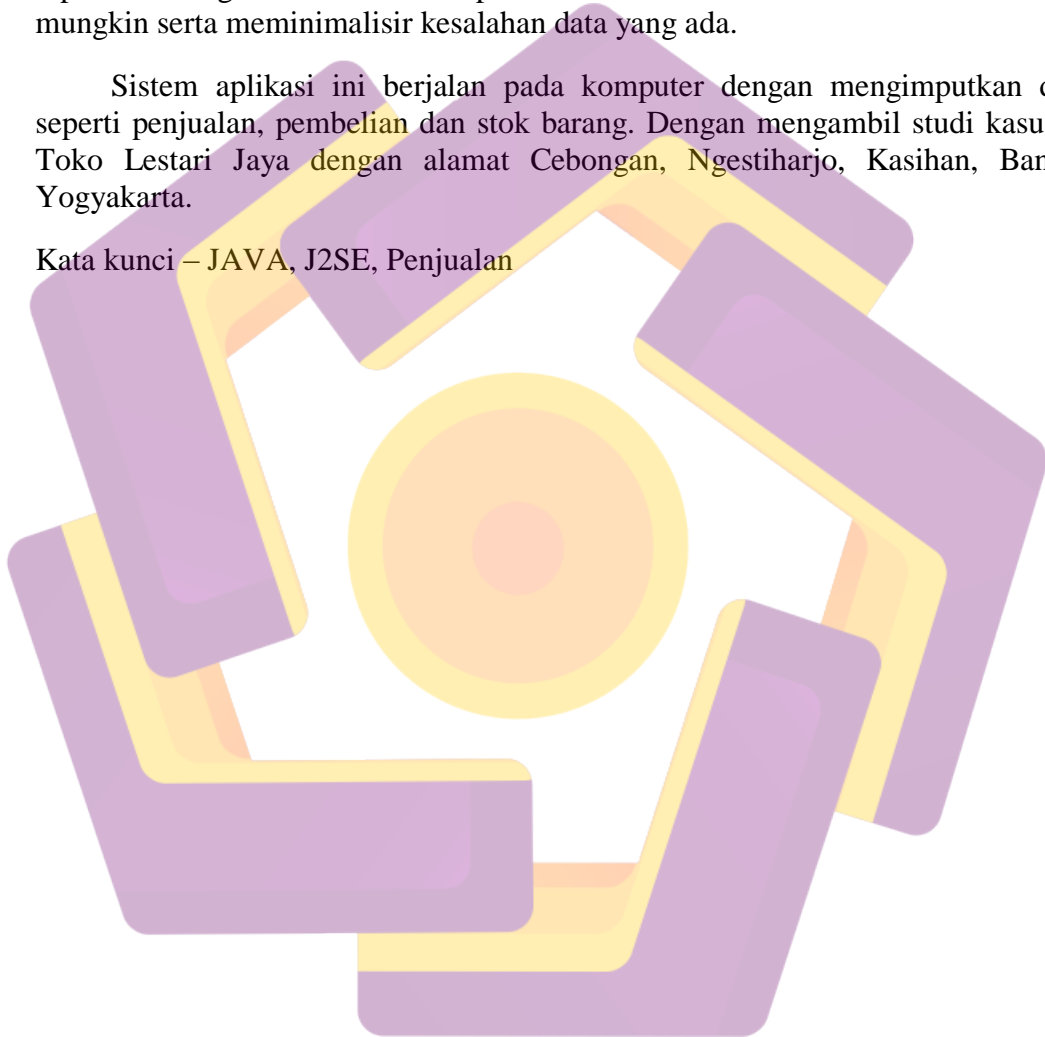 mungkin serta meminimalisir kesalahan data yang ada.
Sistem aplikasi ini berjalan pada komputer dengan mengimputkan
seperti penjualan, pembelian dan stok barang. Dengan mengambil studi
Toko Lestari Jaya dengan alamat Cebongan, Ngestiharjo, Kasihan,
Yogyakarta.
Kata kunci – JAVA, J2SE, Penjualan